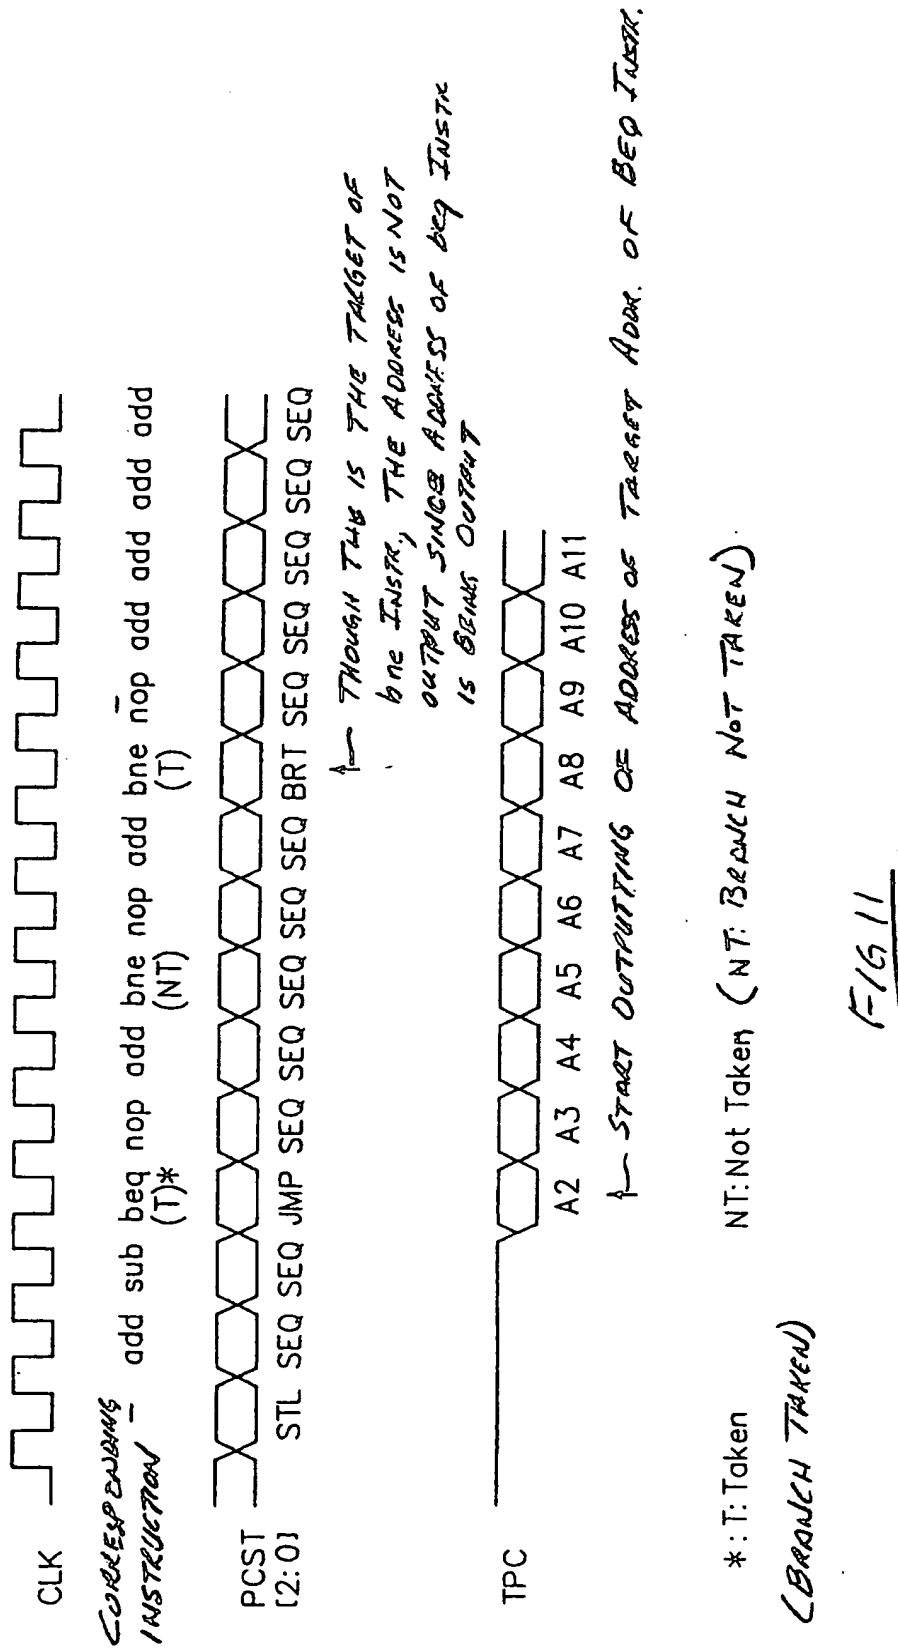 CLK
CORRESPENDING
INSTRUCTION
— add sub beq nop add bne nop add bne nop add add add add
(T)* (NT) (T)
PCST
[2:0]
STL SEQ SEQ JMP SEQ SEQ SEQ SEQ SEQ BRT SEQ SEQ SEQ SEQ SEQ
THOUGH THIS IS THE TARGET OF
bne INSTR., THE ADDRESS IS NOT
OUTPUT SINCE ADDRESS OF beq INSTR
IS BEING OUTPUT
TPC
A2 A3 A4 A5 A6 A7 A8 A9 A10 A11
START OUTPUTTING OF ADDRESS OF TARGET ADDR. OF BEQ INSTR.
*:T:Taken NT:Not Taken (NT: BRANCH NOT TAKEN)
(BRANCH TAKEN)
FIG 11